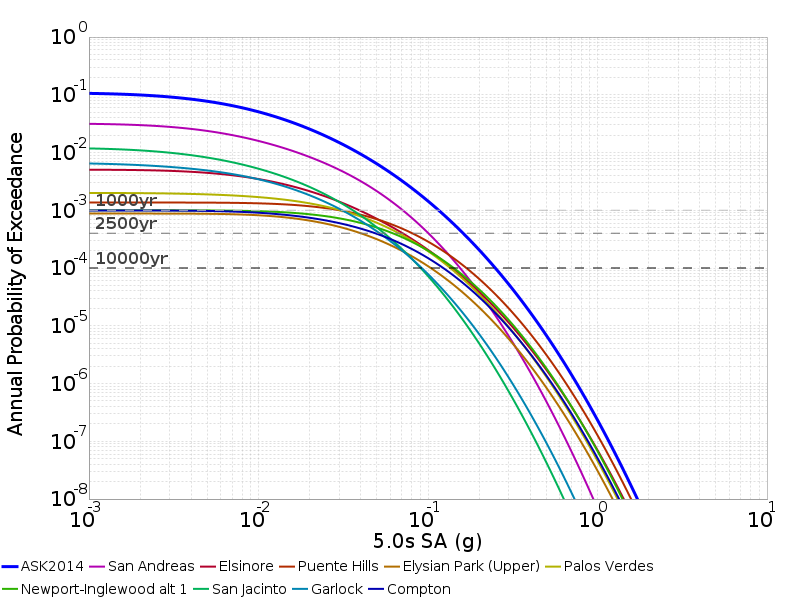 10^0
10^-1
10^-2
10^-3
10^-4
10^-5
10^-6
10^-7
10^-8
Annual Probability of Exceedance
1000yr
2500yr
10000yr
10^-3 10^-2 10^-1 10^0 10^1
5.0s SA (g)
ASK2014 San Andreas Elsinore Puente Hills Elysian Park (Upper) Palos Verdes
Newport-Inglewood alt 1 San Jacinto Garlock Compton